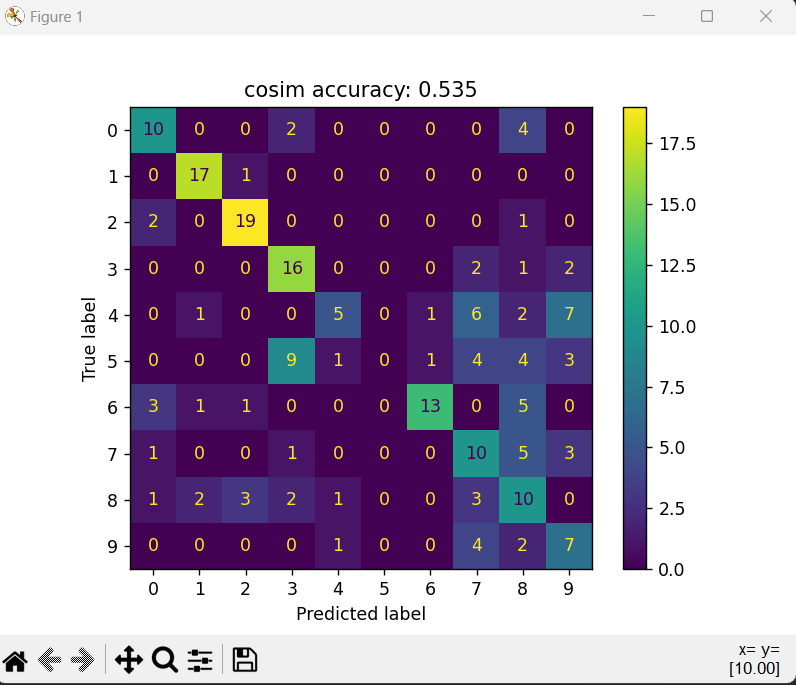 Figure 1
cosim accuracy: 0.535
0 10 0 0 2 0 0 0 0 4 0
1 0 17 1 0 0 0 0 0 0 0
2 2 0 19 0 0 0 0 0 1 0
3 0 0 0 16 0 0 0 2 1 2
4 0 1 0 0 5 0 1 6 2 7
5 0 0 0 9 1 0 1 4 4 3
6 3 1 1 0 0 0 13 0 5 0
7 1 0 0 1 0 0 0 10 5 3
8 1 2 3 2 1 0 0 3 10 0
9 0 0 0 0 1 0 0 4 2 7
0 1 2 3 4 5 6 7 8 9
True label
Predicted label
17.5
15.0
12.5
10.0
7.5
5.0
2.5
0.0
x= y=
[10.00]